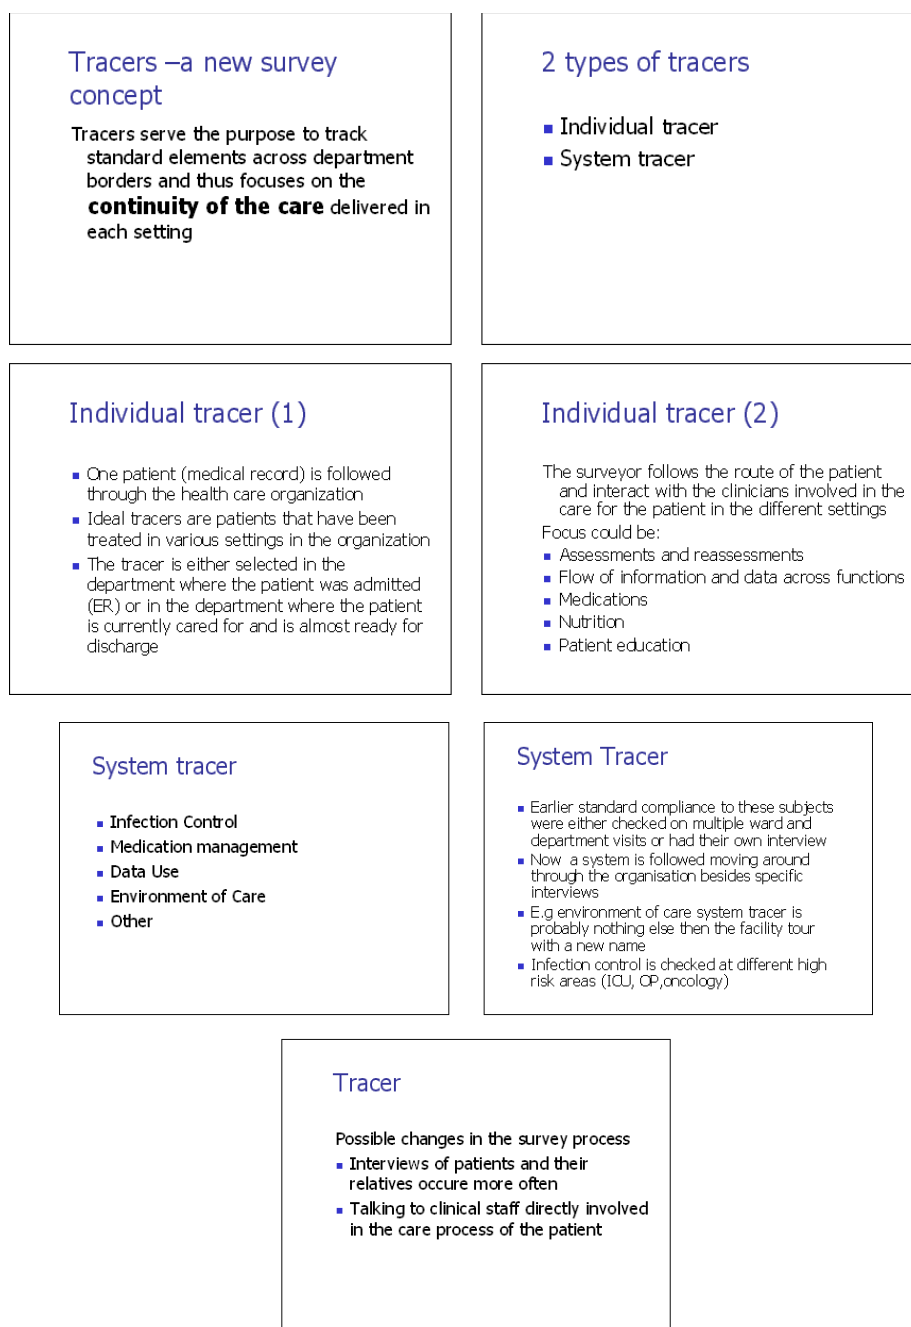 Tracers –a new survey
concept
Tracers serve the purpose to track
standard elements across department
borders and thus focuses on the
continuity of the care delivered in
each setting
2 types of tracers
Individual tracer
System tracer
Individual tracer (1)
One patient (medical record) is followed
through the health care organization
Ideal tracers are patients that have been
treated in various settings in the organization
The tracer is either selected in the
department where the patient was admitted
(ER) or in the department where the patient
is currently cared for and is almost ready for
discharge
Individual tracer (2)
The surveyor follows the route of the patient
and interact with the clinicians involved in the
care for the patient in the different settings
Focus could be:
Assessments and reassessments
Flow of information and data across functions
Medications
Nutrition
Patient education
System tracer
Infection Control
Medication management
Data Use
Environment of Care
Other
System Tracer
Earlier standard compliance to these subjects
were either checked on multiple ward and
department visits or had their own interview
Now a system is followed moving around
through the organisation besides specific
interviews
E.g environment of care system tracer is
probably nothing else then the facility tour
with a new name
Infection control is checked at different high
risk areas (ICU, OP,oncology)
Tracer
Possible changes in the survey process
Interviews of patients and their
relatives occure more often
Talking to clinical staff directly involved
in the care process of the patient